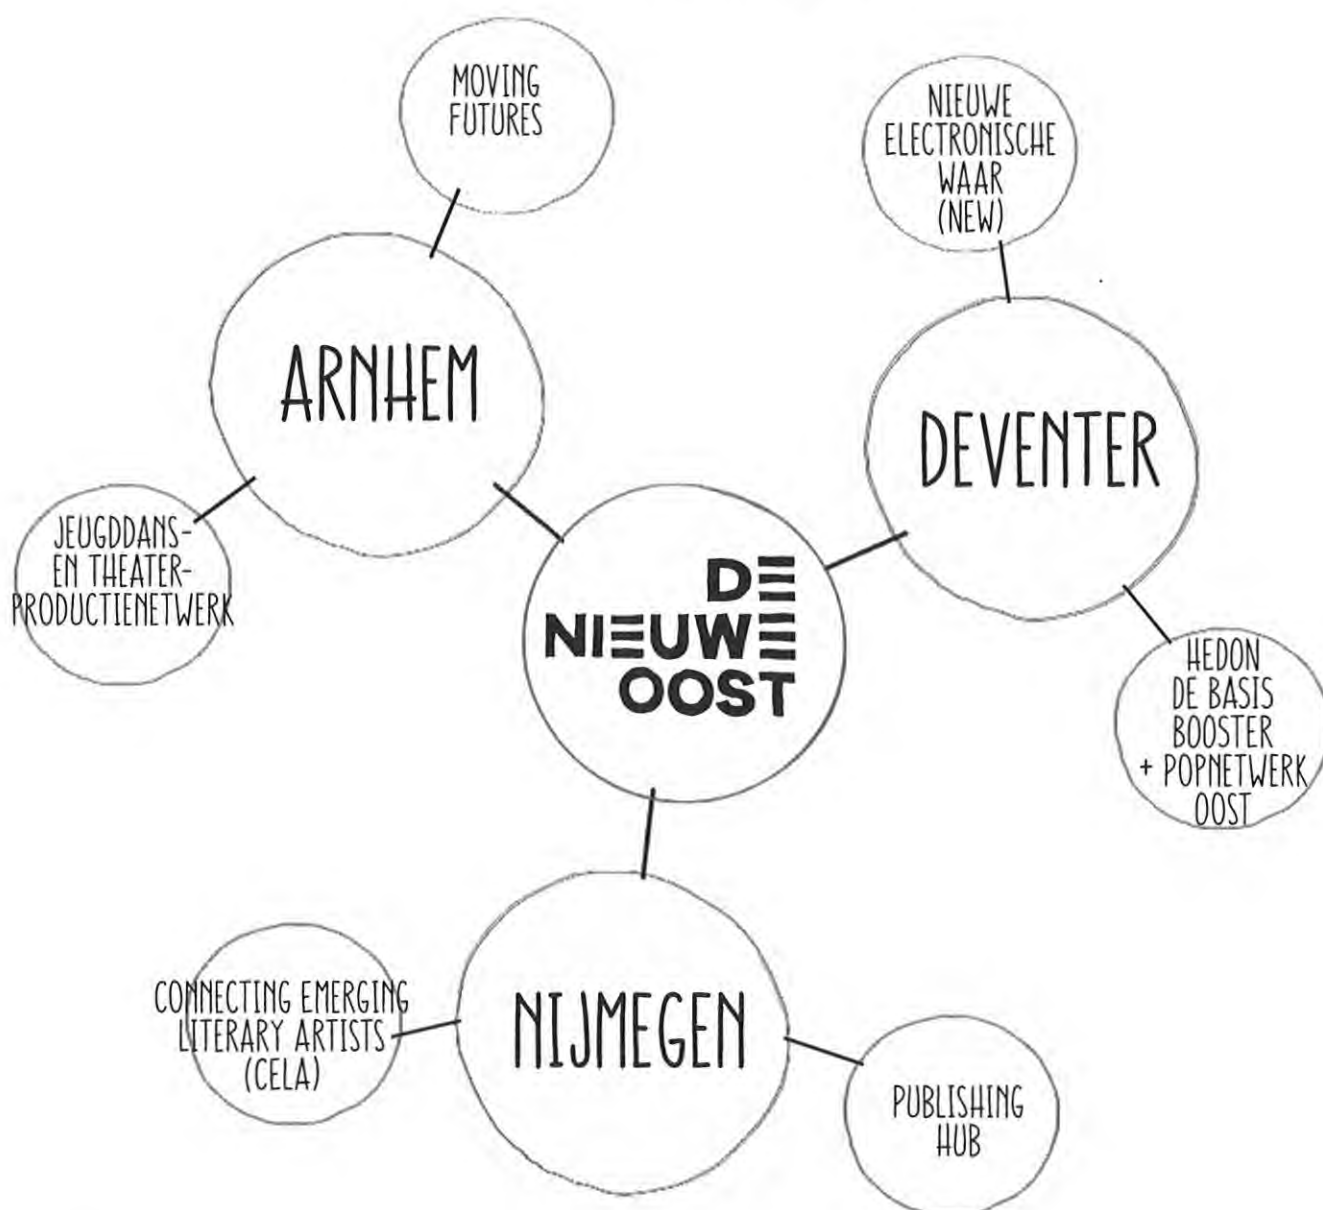 MOVING
FUTURES
NIEUWE
ELECTRONISCHE
WAAR
(NEW)
ARNHEM
DEVENTER
JEUGDDANS-
EN THEATER-
PRODUCTIENETWERK
DE
NIEUWE
OOST
HEDON
DE BASIS
BOOSTER
+ POPNETWERK
OOST
CONNECTING EMERGING
LITERARY ARTISTS
(CELA)
NIJMEGEN
PUBLISHING
HUB